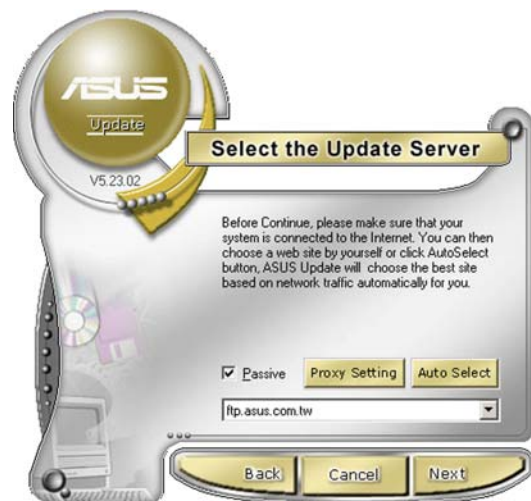 ASUS
Update
V5.23.02
Select the Update Server
Before Continue, please make sure that your
system is connected to the Internet. You can then
choose a web site by yourself or click AutoSelect
button, ASUS Update will choose the best site
based on network traffic automatically for you.
Passive
Proxy Setting
Auto Select
ftp.asus.com.tw
Back
Cancel
Next